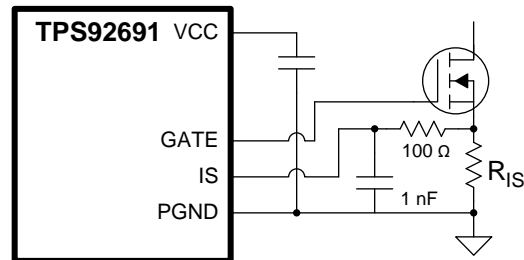 TPS92691 VCC
GATE
IS
PGND
100 Ω
1 nF
RIS